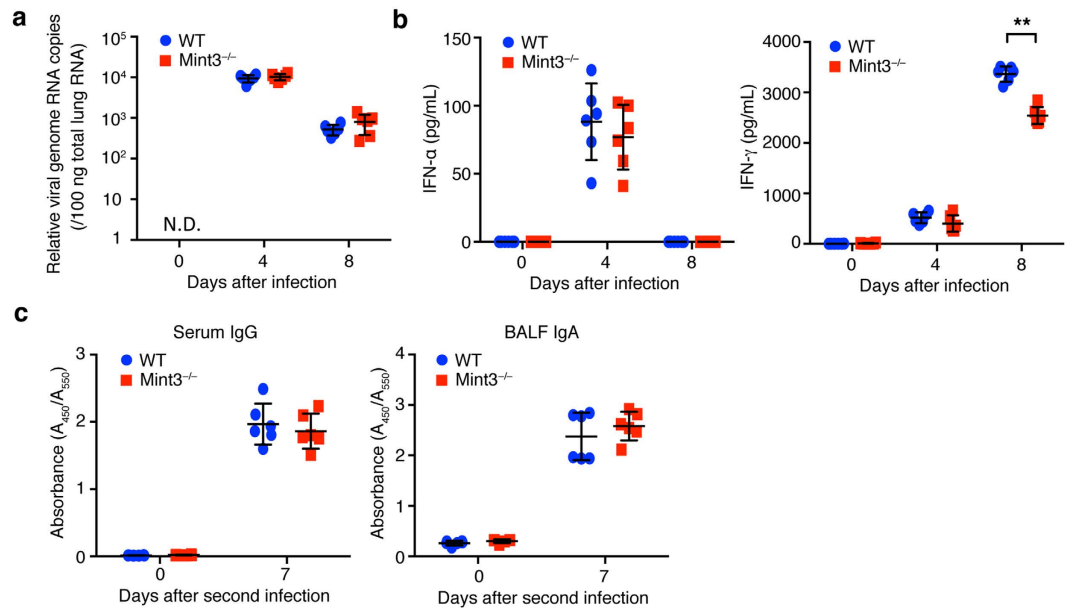 a
Relative viral genome RNA copies
(/100 ng total lung RNA)
10⁵
10⁴
10³
10²
10
1
WT
Mint3⁻/⁻
N.D.
0 4 8
Days after infection
b
IFN-α (pg/mL)
150
100
50
0
WT
Mint3⁻/⁻
0 4 8
Days after infection
IFN-γ (pg/mL)
4000
3000
2000
1000
0
WT
Mint3⁻/⁻
**
0 4 8
Days after infection
c
Serum IgG
Absorbance (A₄₅₀/A₅₅₀)
3
2
1
0
WT
Mint3⁻/⁻
0 7
Days after second infection
BALF IgA
Absorbance (A₄₅₀/A₅₅₀)
4
3
2
1
0
WT
Mint3⁻/⁻
0 7
Days after second infection